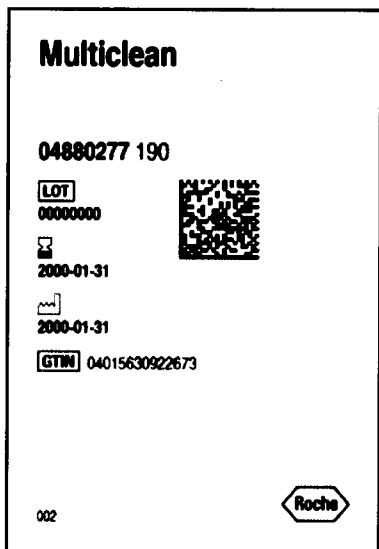 Multiclean
04880277 190
LOT
00000000
2000-01-31
2000-01-31
GTIN 04015630922673
002
Roche